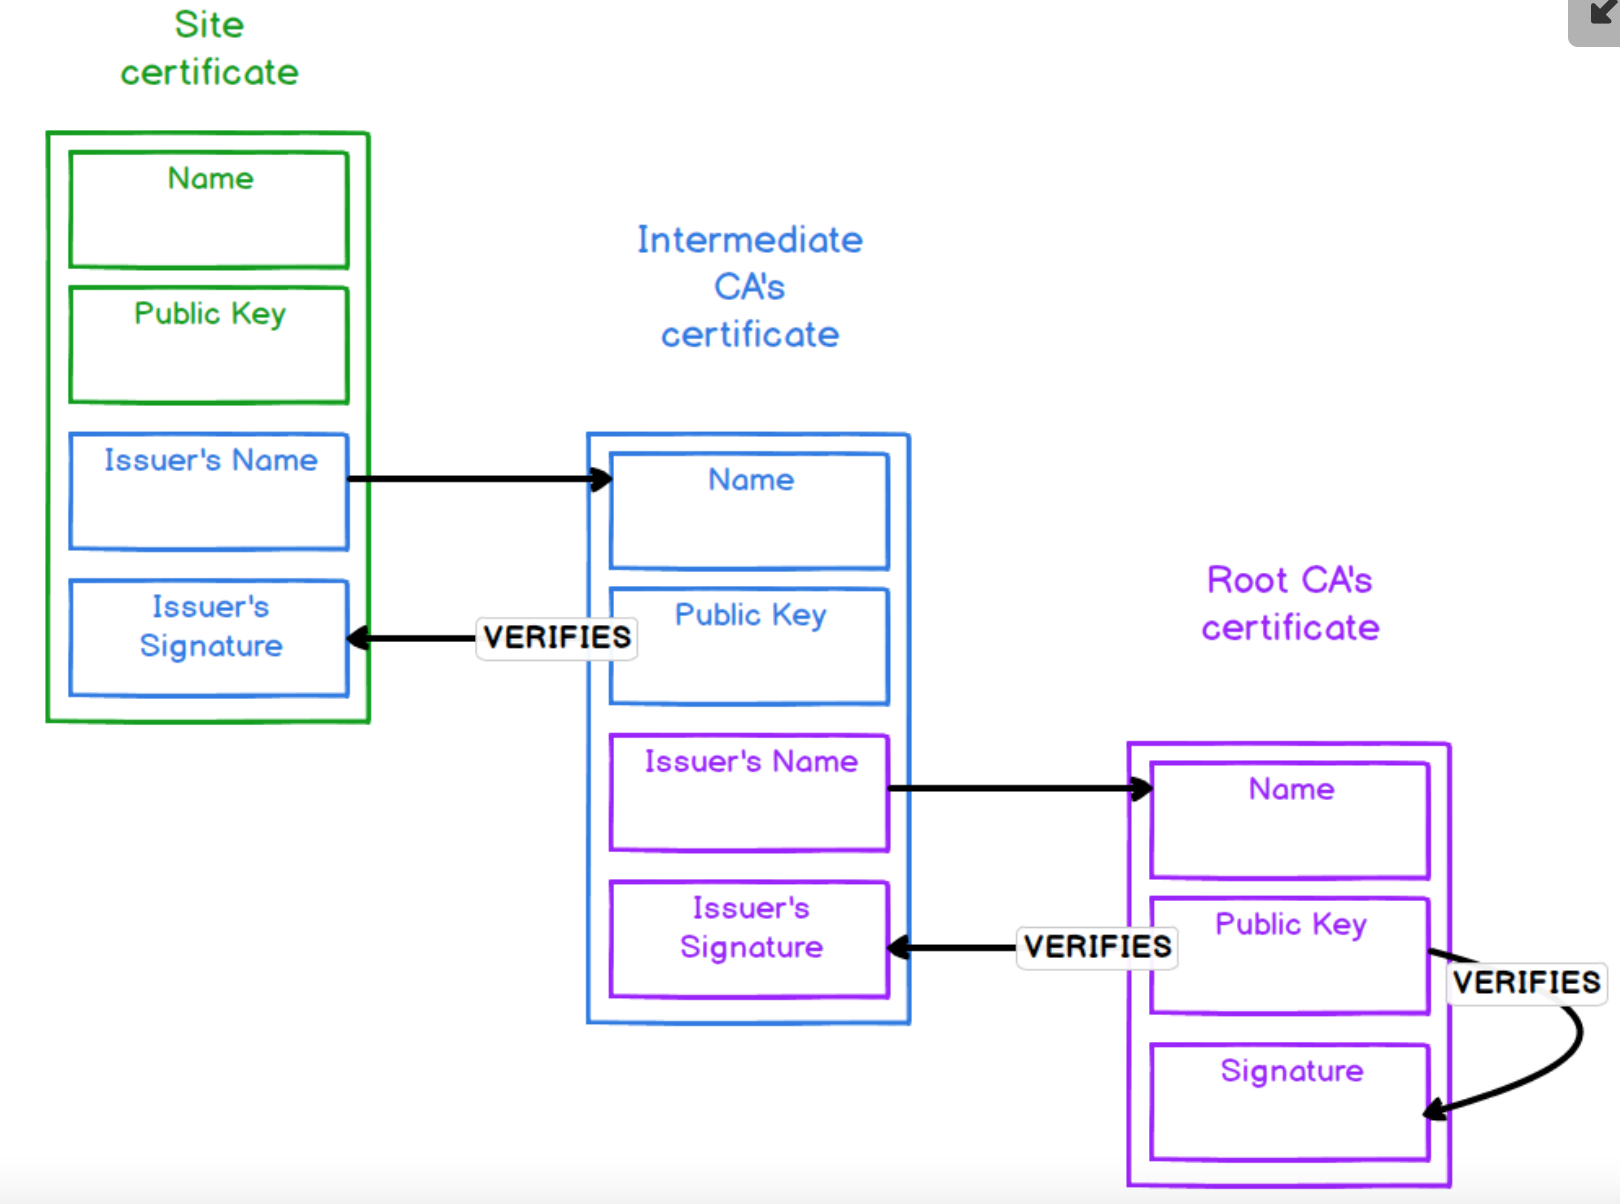 Site
certificate
Name
Public Key
Issuer's Name
Issuer's
Signature
Intermediate
CA's
certificate
Name
VERIFIES
Public Key
Issuer's Name
Issuer's
Signature
Root CA's
certificate
Name
VERIFIES
Public Key
VERIFIES
Signature